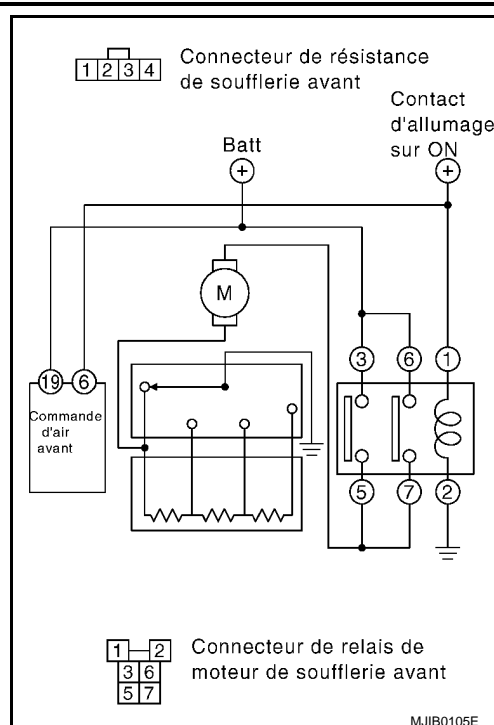 1 2 3 4
Connecteur de résistance
de soufflerie avant
Contact
d'allumage
sur ON
Batt
+
+
M
3 6 1
19 6
Commande
d'air
avant
5 7 2
1 2
3 6
5 7
Connecteur de relais de
moteur de soufflerie avant
MJIB0105E